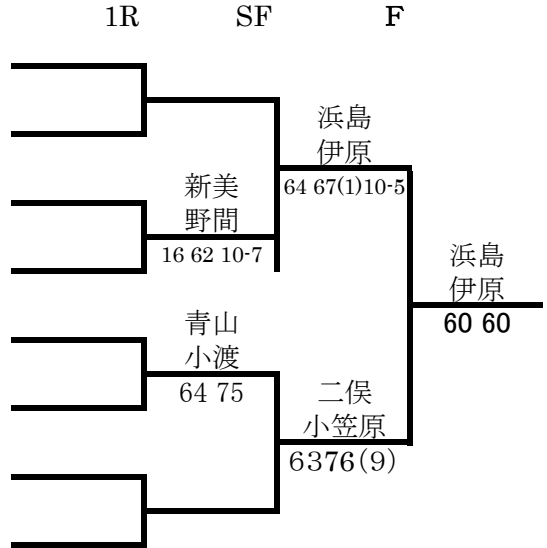 1R SF F
浜島
伊原
64 67(1)10-5
新美
野間
16 62 10-7
浜島
伊原
60 60
青山
小渡
64 75
二俣
小笠原
6376(9)